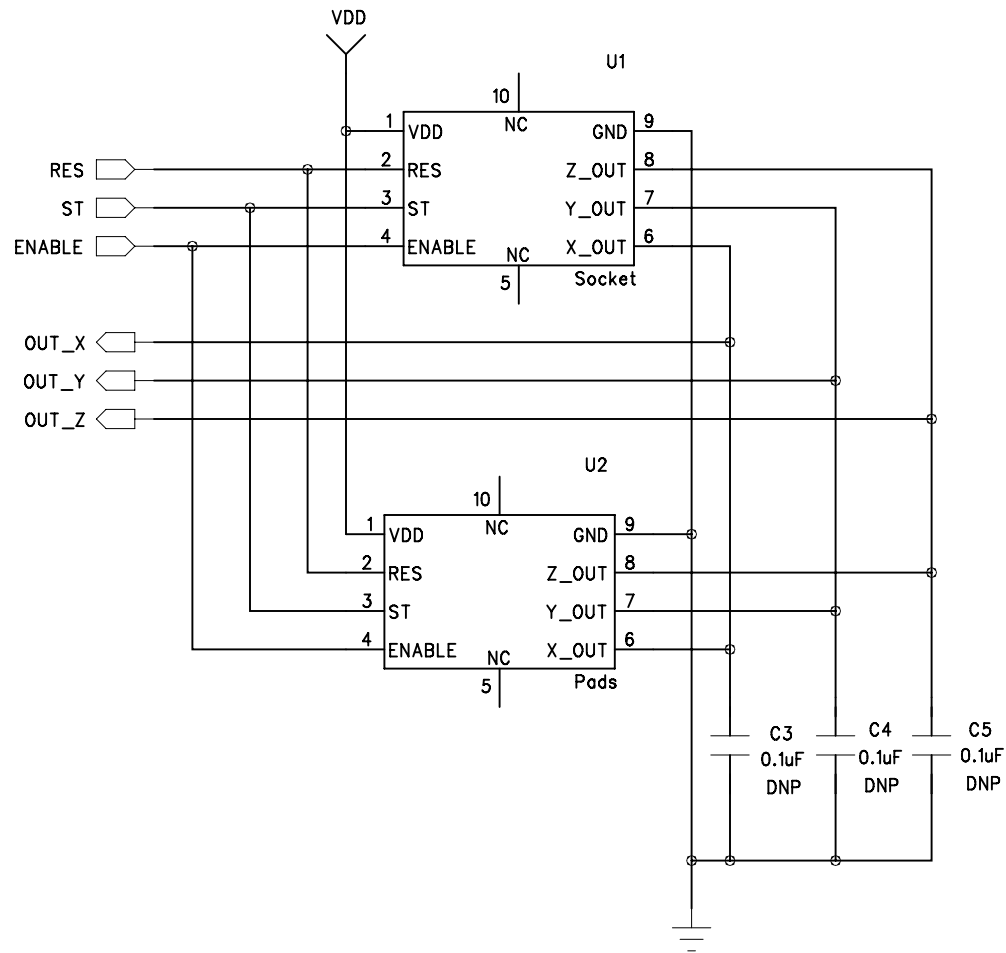 VDD
U1
10
NC
1 VDD GND 9
RES 2 RES Z_OUT 8
ST 3 ST Y_OUT 7
ENABLE 4 ENABLE X_OUT 6
NC
5 Socket
OUT_X
OUT_Y
OUT_Z
U2
10
NC
1 VDD GND 9
2 RES Z_OUT 8
3 ST Y_OUT 7
4 ENABLE X_OUT 6
NC
5 Pads
C3 C4 C5
0.1uF 0.1uF 0.1uF
DNP DNP DNP